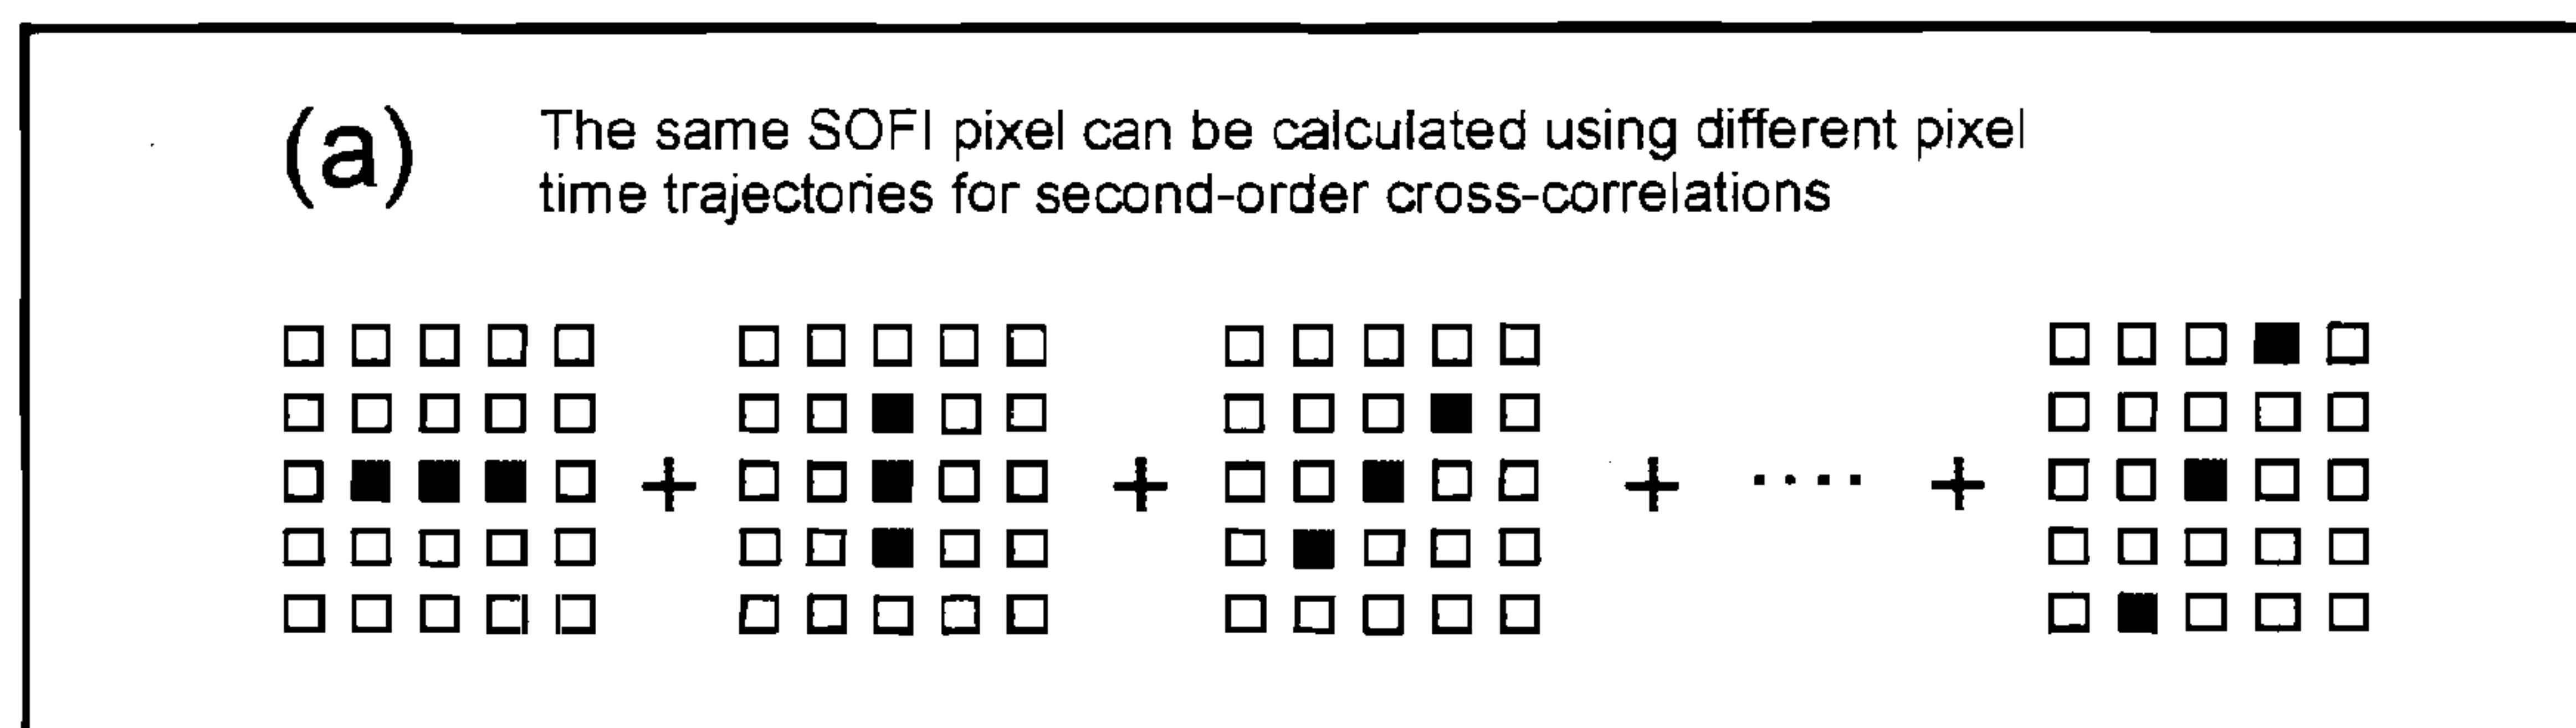 (a)
The same SOFI pixel can be calculated using different pixel
time trajectories for second-order cross-correlations
+ + + .... +